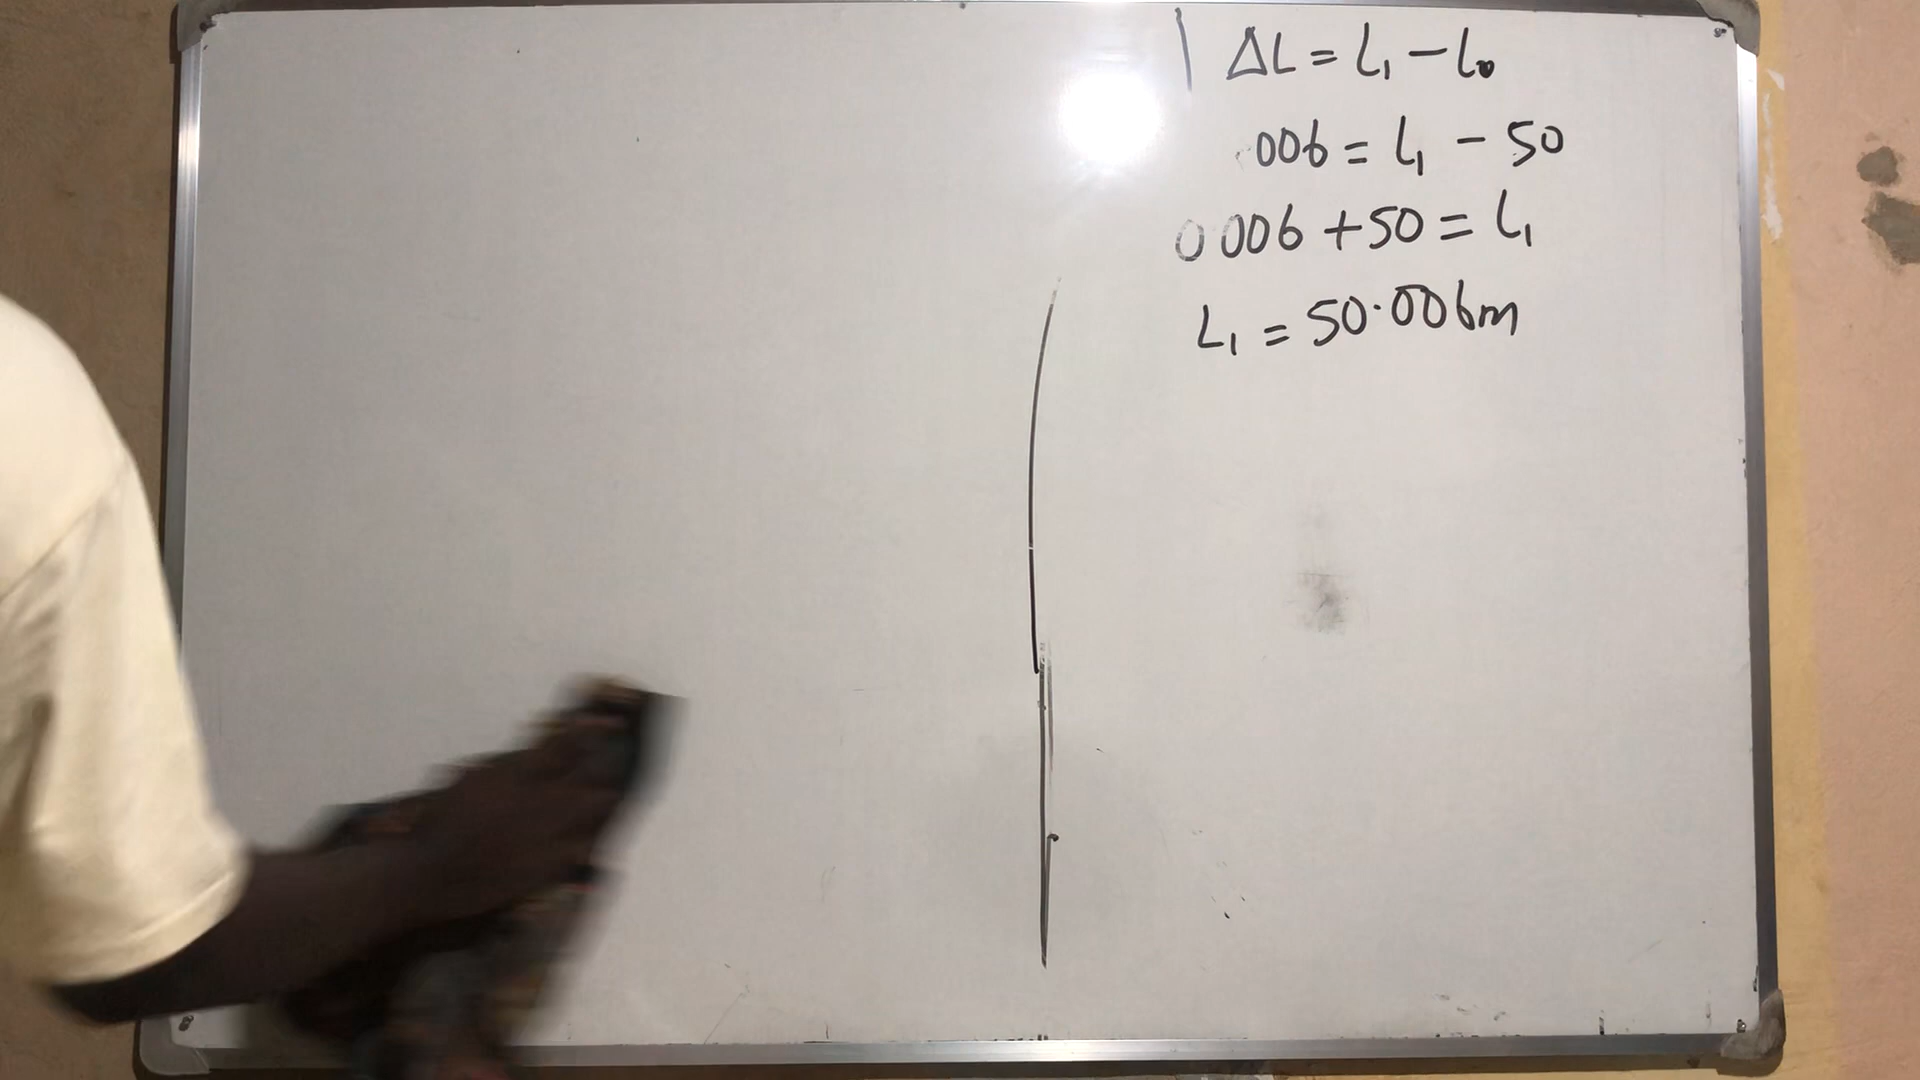 ΔL = L₁ - L₀
.006 = L₁ - 50
0 006 + 50 = L₁
L₁ = 50.006m